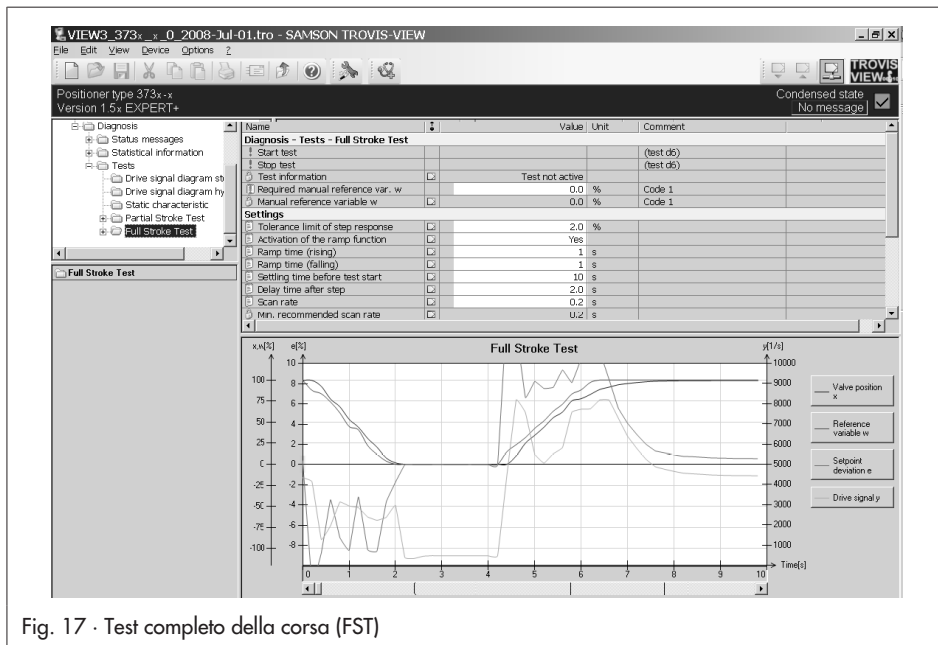 VIEW3_373x_x_0_2008-Jul-01.tro - SAMSON TROVIS-VIEW
File Edit View Device Options ?
TROVIS
VIEW
Positioner type 373x-x
Version 1.5x EXPERT+
Condensed state
No message
Diagnosis
Status messages
Statistical information
Tests
Drive signal diagram st
Drive signal diagram hy
Static characteristic
Partial Stroke Test
Full Stroke Test
Full Stroke Test
Name Value Unit Comment
Diagnosis - Tests - Full Stroke Test
Start test (test d6)
Stop test (test d6)
Test information Test not active
Required manual reference var. w 0.0 % Code 1
Manual reference variable w 0.0 % Code 1
Settings
Tolerance limit of step response 2.0 %
Activation of the ramp function Yes
Ramp time (rising) 1 s
Ramp time (falling) 1 s
Settling time before test start 10 s
Delay time after step 2.0 s
Scan rate 0.2 s
Min. recommended scan rate 0.2 s
Full Stroke Test
x,w[%] e[%] y[1/s]
10 10000
100 8 9000
75 6 8000
50 4 7000
25 2 6000
0 0 5000
-25 -2 4000
-50 -4 3000
-75 -6 2000
-100 -8 1000
0 1 2 3 4 5 6 7 8 9 10
Time[s]
Valve position
x
Reference
variable w
Setpoint
deviation e
Drive signal y
Fig. 17 · Test completo della corsa (FST)